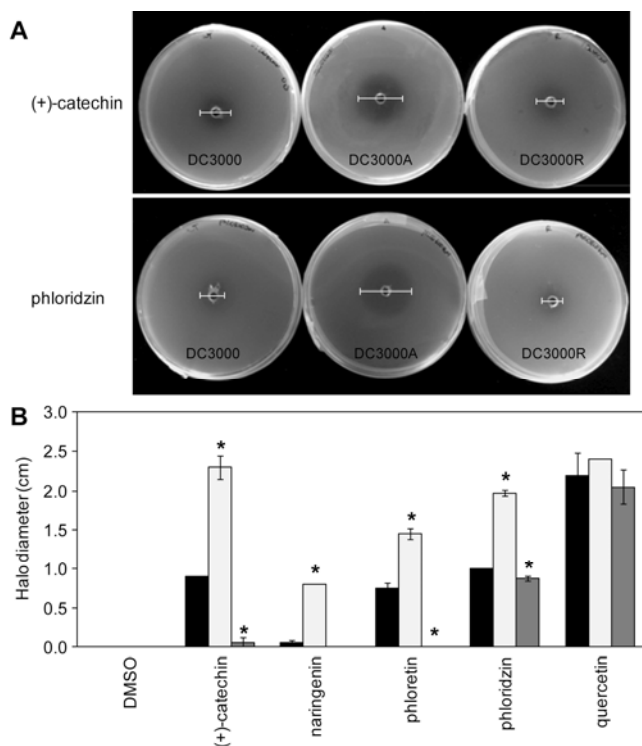 A
(+)-catechin
DC3000
DC3000A
DC3000R
phloridzin
DC3000
DC3000A
DC3000R
B
Halo diameter (cm)
3.0
2.5
2.0
1.5
1.0
0.5
0.0
* * * * * * * *
DMSO
(+)-catechin
naringenin
phloretin
phloridzin
quercetin